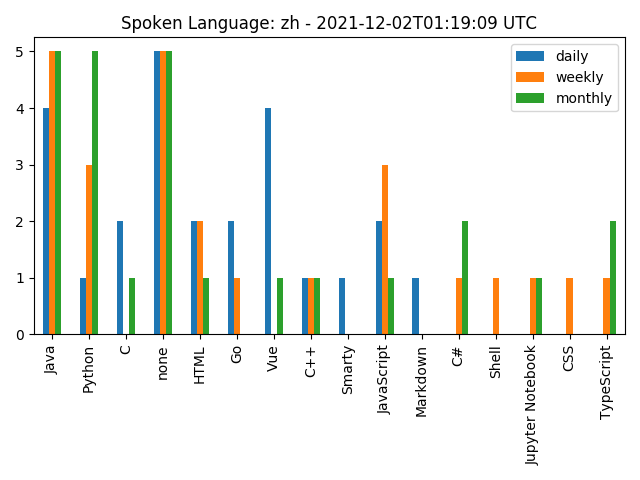 Spoken Language: zh - 2021-12-02T01:19:09 UTC
daily
weekly
monthly
5
4
3
2
1
0
Java
Python
C
none
HTML
Go
Vue
C++
Smarty
JavaScript
Markdown
C#
Shell
Jupyter Notebook
CSS
TypeScript